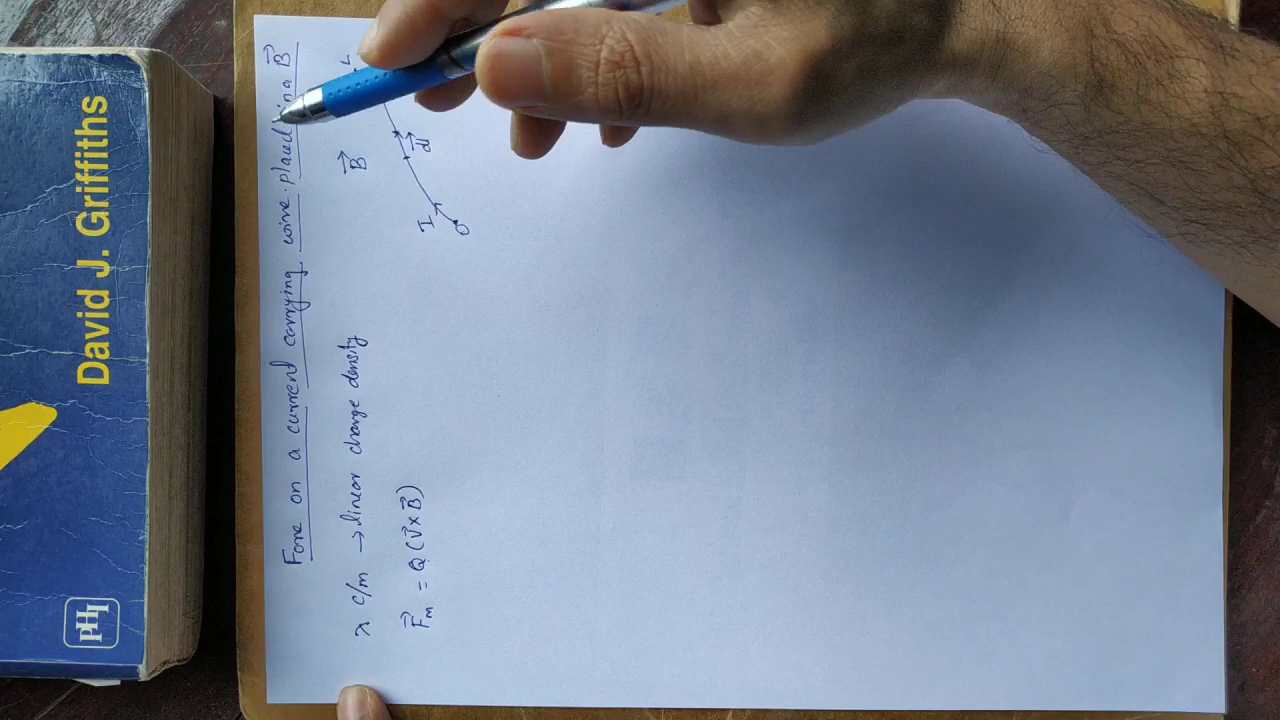 David J. Griffiths
PHI
Force on a current carrying wire placed in a B⃗
λ C/m → linear charge density
F⃗m = Q (v⃗ × B⃗)
B⃗
L
dl⃗
I
O